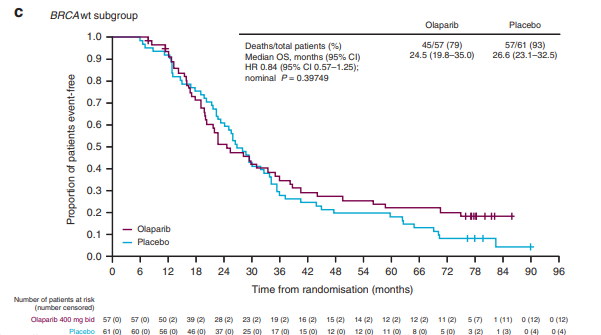 c BRCAwt subgroup
Olaparib Placebo
Deaths/total patients (%) 45/57 (79) 57/61 (93)
Median OS, months (95% CI) 24.5 (19.8–35.0) 26.6 (23.1–32.5)
HR 0.84 (95% CI 0.57–1.25);
nominal P = 0.39749
Proportion of patients event-free
1.0
0.9
0.8
0.7
0.6
0.5
0.4
0.3
0.2
0.1
0.0
Olaparib
Placebo
0 6 12 18 24 30 36 42 48 54 60 66 72 78 84 90 96
Time from randomisation (months)
Number of patients at risk
(number censored)
Olaparib 400 mg bid 57 (0) 57 (0) 50 (2) 39 (2) 28 (2) 23 (2) 19 (2) 16 (2) 15 (2) 14 (2) 12 (2) 12 (2) 11 (2) 5 (7) 1 (11) 0 (12) 0 (12)
Placebo 61 (0) 60 (0) 56 (0) 46 (0) 37 (0) 25 (0) 17 (0) 15 (0) 12 (0) 12 (0) 11 (0) 8 (0) 5 (0) 3 (2) 1 (3) 0 (4) 0 (4)